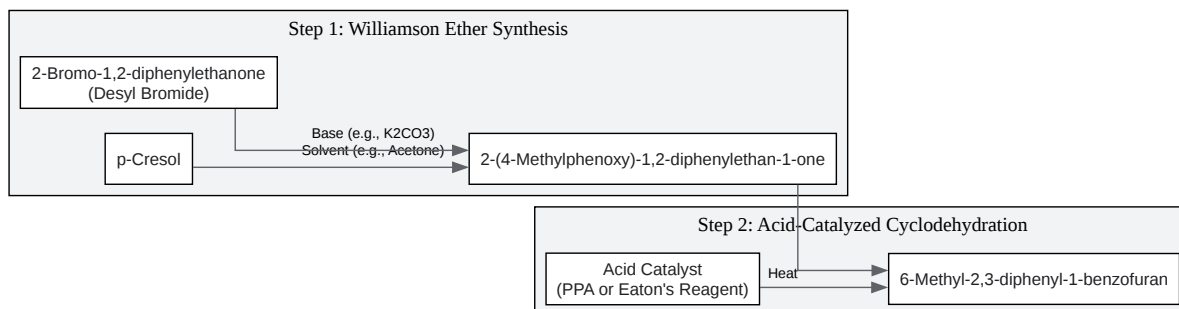 Step 1: Williamson Ether Synthesis
2-Bromo-1,2-diphenylethanone
(Desyl Bromide)
Base (e.g., K2CO3)
Solvent (e.g., Acetone)
p-Cresol
2-(4-Methylphenoxy)-1,2-diphenylethan-1-one
Step 2: Acid-Catalyzed Cyclodehydration
Acid Catalyst
(PPA or Eaton's Reagent)
Heat
6-Methyl-2,3-diphenyl-1-benzofuran